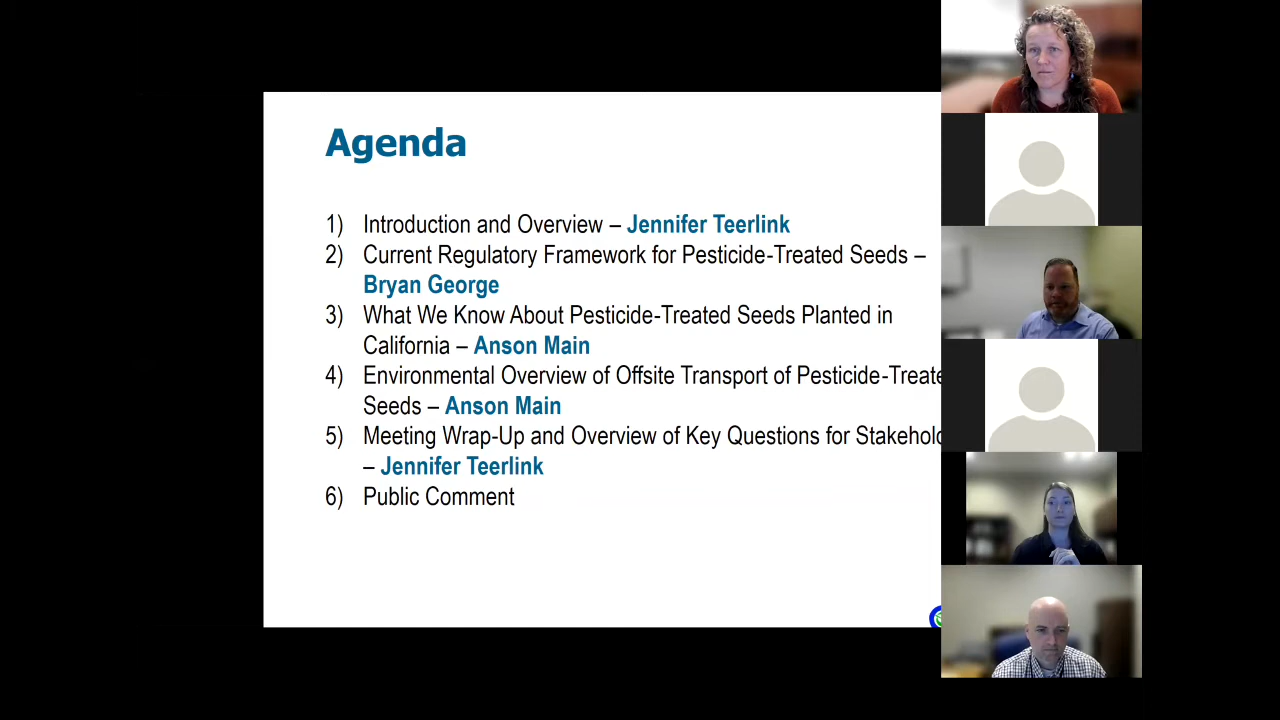 Agenda
1) Introduction and Overview – Jennifer Teerlink
2) Current Regulatory Framework for Pesticide-Treated Seeds –
Bryan George
3) What We Know About Pesticide-Treated Seeds Planted in
California – Anson Main
4) Environmental Overview of Offsite Transport of Pesticide-Treate
Seeds – Anson Main
5) Meeting Wrap-Up and Overview of Key Questions for Stakehol
– Jennifer Teerlink
6) Public Comment